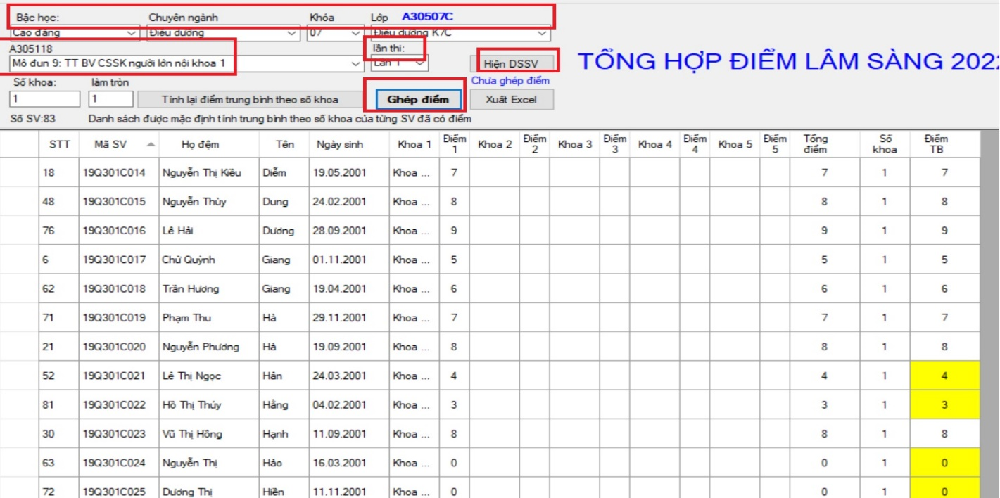 Bậc học: Chuyên ngành Khóa Lớp A30507C
Cao đẳng Điều dưỡng 07 Điều dưỡng K7C
A305118 lần thi:
Mô đun 9: TT BV CSSK người lớn nội khoa 1 Lần 1 Hiện DSSV TỔNG HỢP ĐIỂM LÂM SÀNG 2022
Số khoa: làm tròn Chưa ghép điểm
1 1 Tính lại điểm trung bình theo số khoa Ghép điểm Xuất Excel
Số SV:83 Danh sách được mặc định tính trung bình theo số khoa của từng SV đã có điểm
STT Mã SV Họ đệm Tên Ngày sinh Khoa 1 Điểm 1 Khoa 2 Điểm 2 Khoa 3 Điểm 3 Khoa 4 Điểm 4 Khoa 5 Điểm 5 Tổng điểm Số khoa Điểm TB
18 19Q301C014 Nguyễn Thị Kiều Diễm 19.05.2001 Khoa ... 7 7 1 7
48 19Q301C015 Nguyễn Thùy Dung 24.02.2001 Khoa ... 8 8 1 8
76 19Q301C016 Lê Hải Dương 28.09.2001 Khoa ... 9 9 1 9
6 19Q301C017 Chử Quỳnh Giang 01.11.2001 Khoa ... 5 5 1 5
62 19Q301C018 Trần Hương Giang 19.04.2001 Khoa ... 6 6 1 6
71 19Q301C019 Phạm Thu Hà 29.11.2001 Khoa ... 7 7 1 7
21 19Q301C020 Nguyễn Phương Hà 19.09.2001 Khoa ... 8 8 1 8
52 19Q301C021 Lê Thị Ngọc Hân 24.03.2001 Khoa ... 4 4 1 4
81 19Q301C022 Hồ Thị Thúy Hằng 04.02.2001 Khoa ... 3 3 1 3
30 19Q301C023 Vũ Thị Hồng Hạnh 11.09.2001 Khoa ... 8 8 1 8
63 19Q301C024 Nguyễn Thị Hảo 16.03.2001 Khoa ... 0 0 1 0
72 19Q301C025 Dương Thị Hiền 11.11.2001 Khoa ... 0 0 1 0